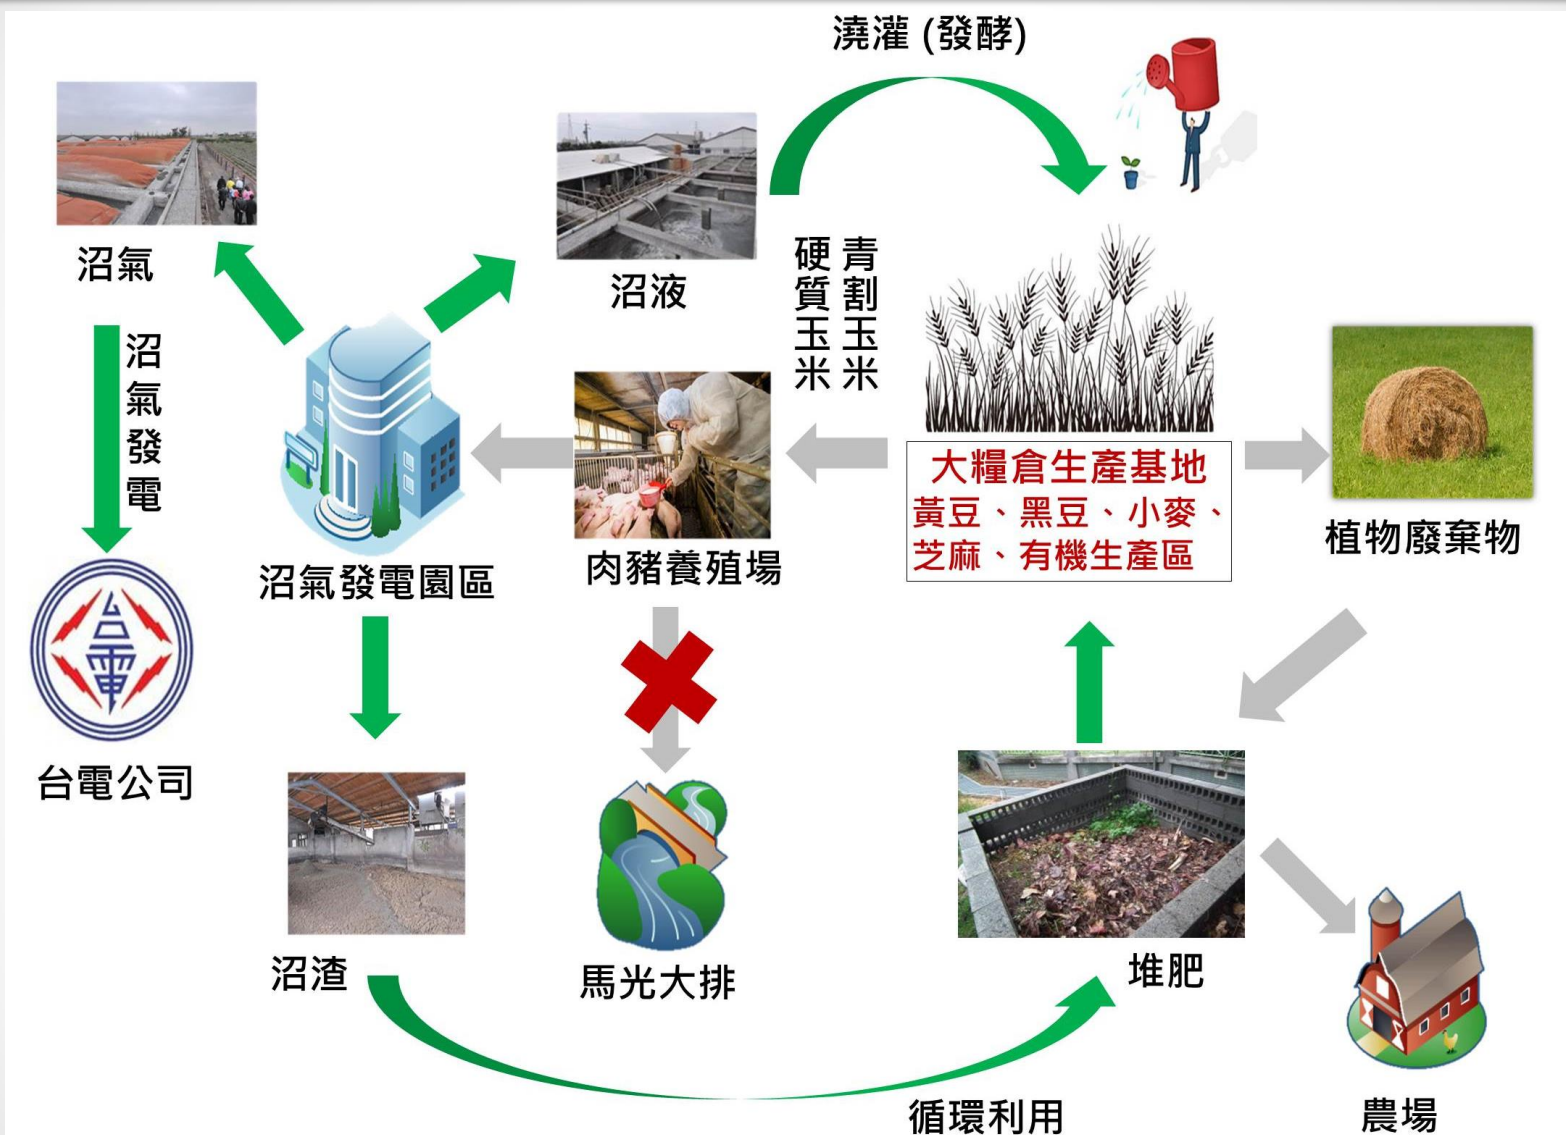 澆灌 (發酵)
沼氣
沼液
硬質玉米
青割玉米
沼氣發電
大糧倉生產基地
黃豆、黑豆、小麥、
芝麻、有機生產區
植物廢棄物
沼氣發電園區
肉豬養殖場
台電
台電公司
沼渣
馬光大排
堆肥
循環利用
農場